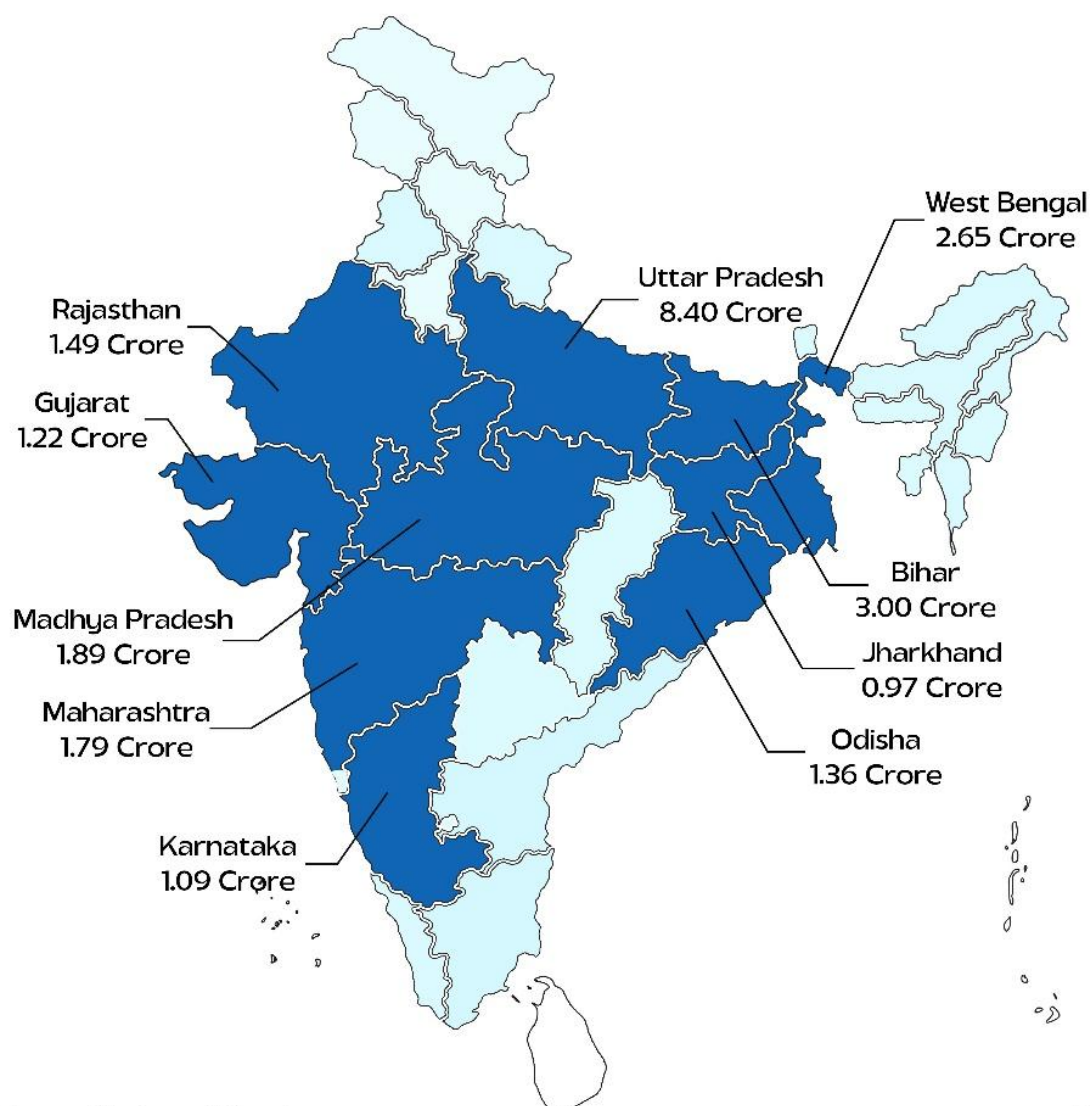 West Bengal
2.65 Crore
Uttar Pradesh
8.40 Crore
Rajasthan
1.49 Crore
Gujarat
1.22 Crore
Bihar
3.00 Crore
Madhya Pradesh
1.89 Crore
Jharkhand
0.97 Crore
Maharashtra
1.79 Crore
Odisha
1.36 Crore
Karnataka
1.09 Crore